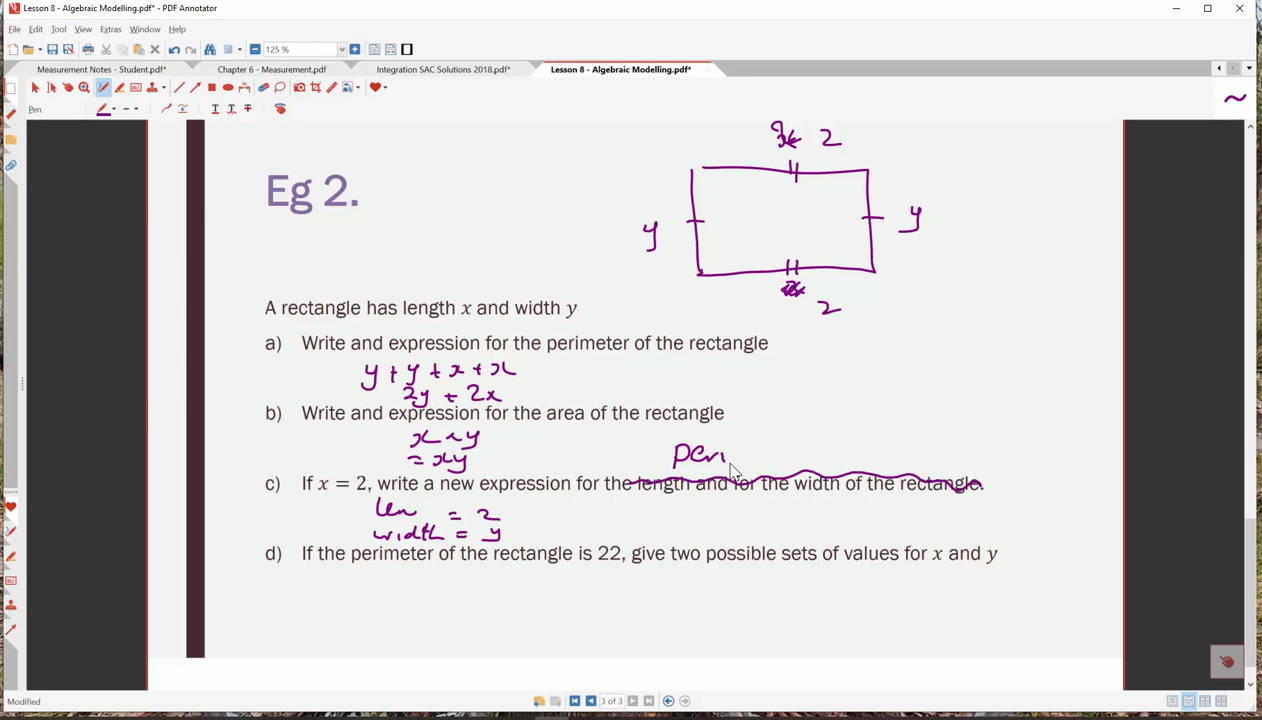 Lesson 8 - Algebraic Modelling.pdf* - PDF Annotator
File Edit Tool View Extras Window Help
125 %
Measurement Notes - Student.pdf* Chapter 6 - Measurement.pdf Integration SAC Solutions 2018.pdf* Lesson 8 - Algebraic Modelling.pdf*
Pen
~
2
Eg 2.
y y
2
A rectangle has length x and width y
a) Write and expression for the perimeter of the rectangle
y + y + x + x
2y + 2x
b) Write and expression for the area of the rectangle
x × y
= xy
Peri
c) If x = 2, write a new expression for the length and for the width of the rectangle.
len = 2
width = y
d) If the perimeter of the rectangle is 22, give two possible sets of values for x and y
Modified 3 of 3